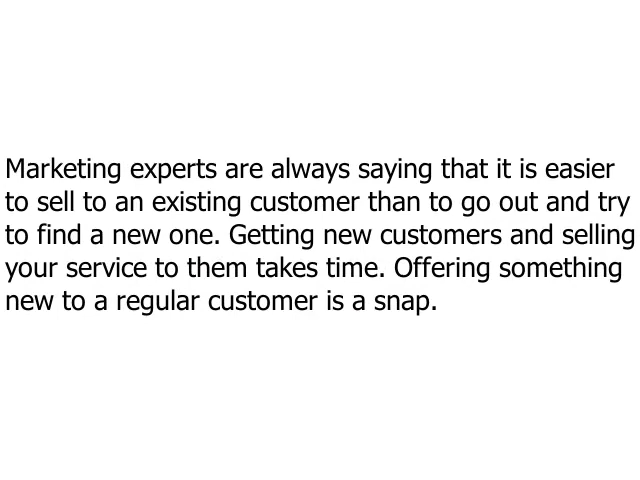 Marketing experts are always saying that it is easier
to sell to an existing customer than to go out and try
to find a new one. Getting new customers and selling
your service to them takes time. Offering something
new to a regular customer is a snap.